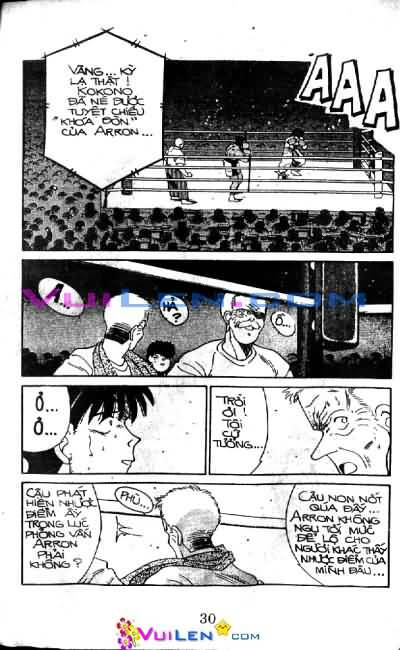 VÂNG... KỲ
LẠ THẬT!
KOKONO
ĐÃ NÉ ĐƯỢC
TUYỆT CHIÊU
"KHÓA ĐÒN"
CỦA ARRON...
AAA
Á...
HẢ
?
Ồ...
VUILEN.COM
TRỜI
ƠI!
TÔI
CỨ
TƯỞNG...
Ờ...
Ờ...
CẬU PHÁT
HIỆN NHƯỢC
ĐIỂM ẤY
TRONG LÚC
PHỎNG VẤN
ARRON
PHẢI
KHÔNG?
PHÙ...
CẬU NON NỚT
QUÁ ĐẤY...
ARRON KHÔNG
NGU TỚI MỨC
ĐỂ LỘ CHO
NGƯỜI KHÁC THẤY
NHƯỢC ĐIỂM CỦA
MÌNH ĐÂU...
30
VUILEN.COM